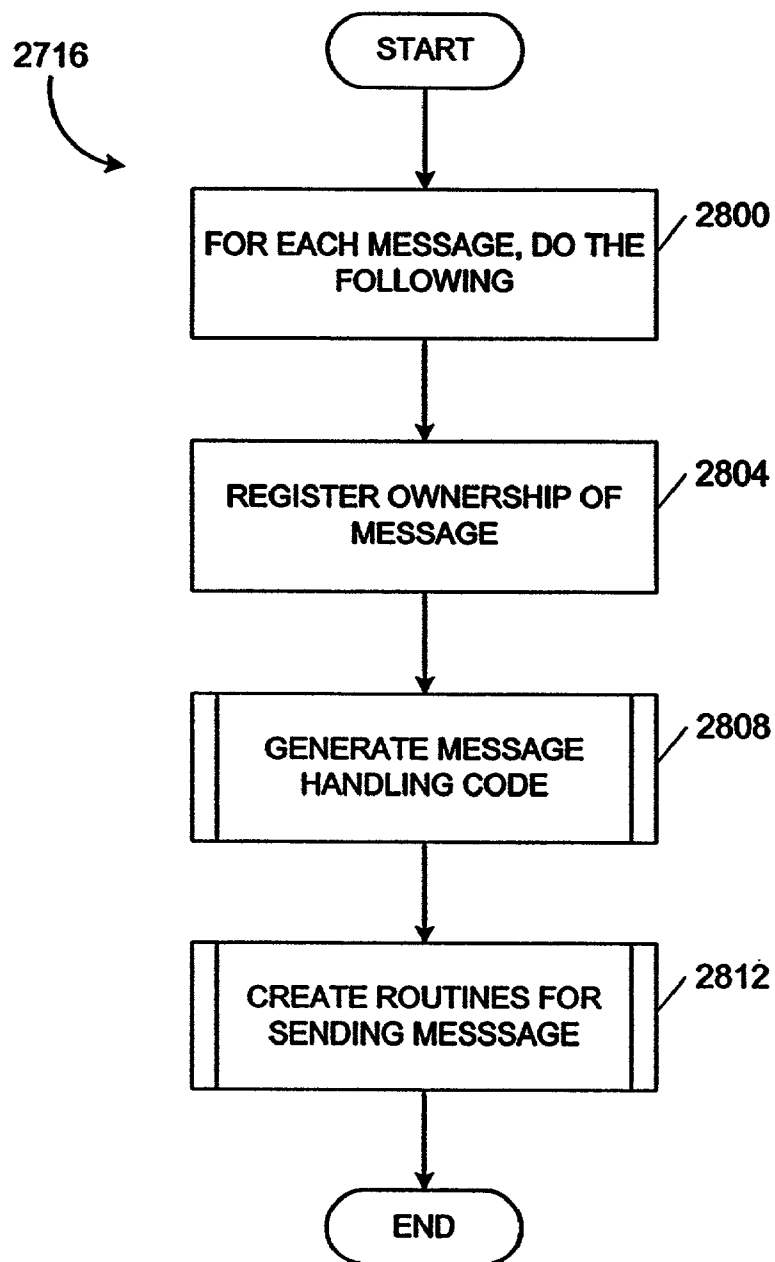 START
2716
2800
FOR EACH MESSAGE, DO THE
FOLLOWING
2804
REGISTER OWNERSHIP OF
MESSAGE
2808
GENERATE MESSAGE
HANDLING CODE
2812
CREATE ROUTINES FOR
SENDING MESSSAGE
END